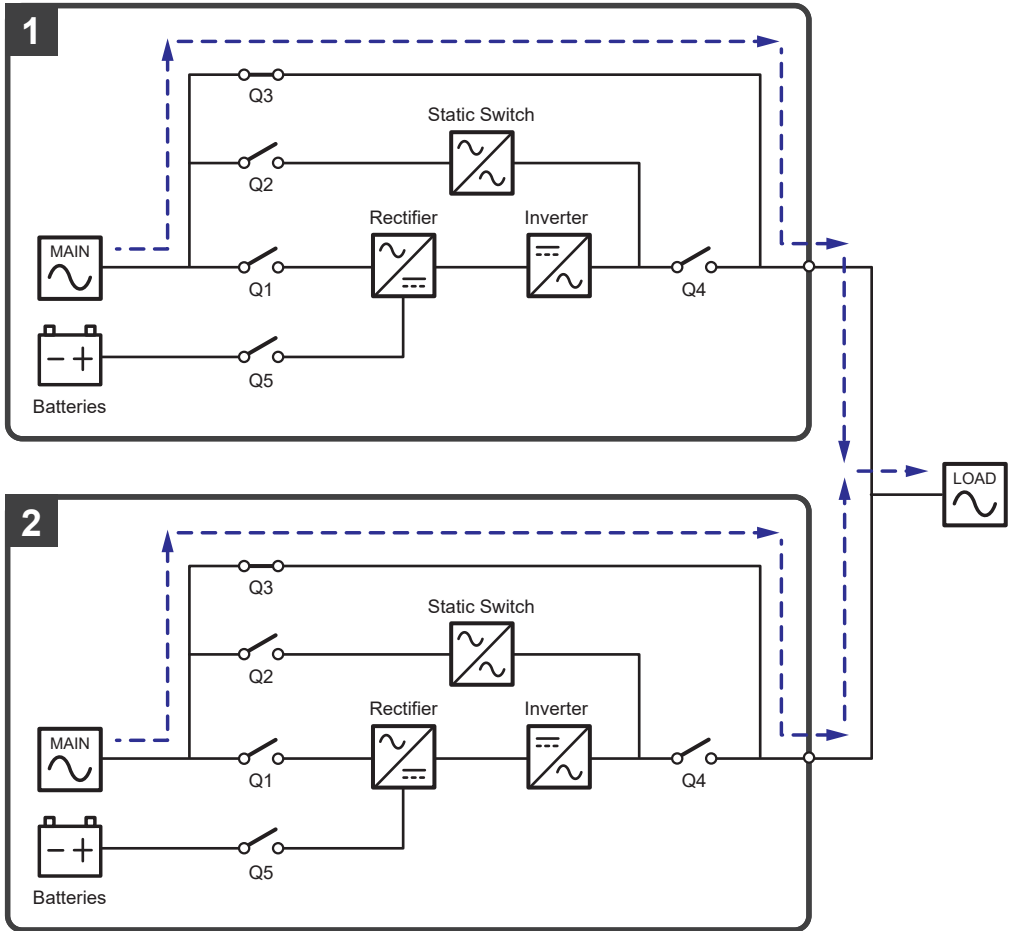 1
Q3
Static Switch
Q2
Rectifier
Inverter
MAIN
Q1
Q4
Q5
Batteries
LOAD
2
Q3
Static Switch
Q2
Rectifier
Inverter
MAIN
Q1
Q4
Q5
Batteries